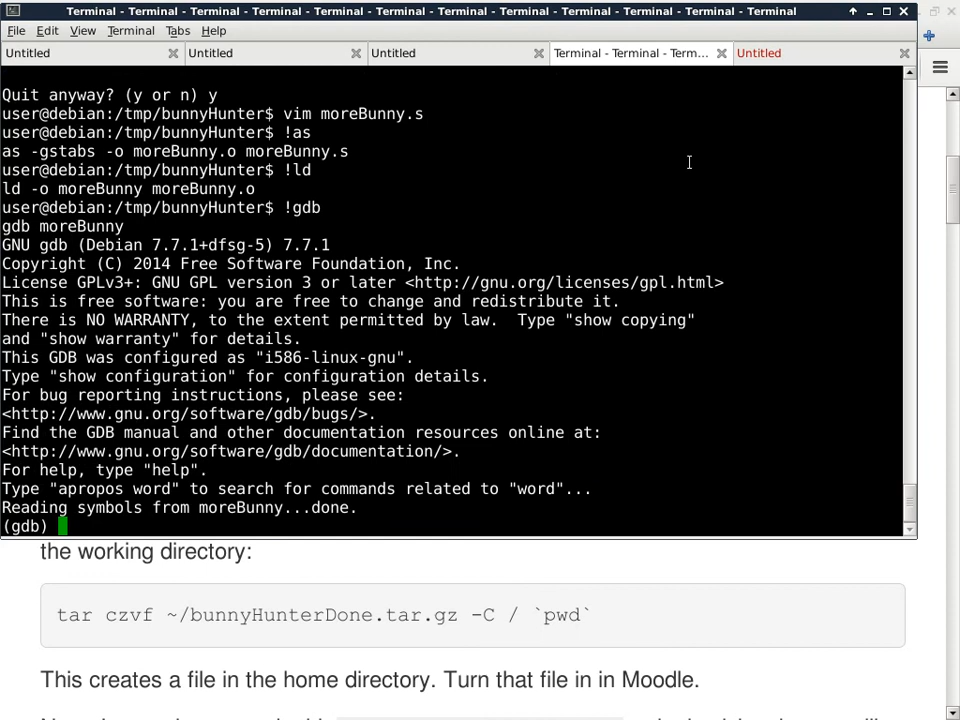 Terminal - Terminal - Terminal - Terminal - Terminal - Terminal - Terminal - Terminal - Terminal - Terminal - Terminal - Terminal
File Edit View Terminal Tabs Help
Untitled Untitled Untitled Terminal - Terminal - Term... Untitled
Quit anyway? (y or n) y
user@debian:/tmp/bunnyHunter$ vim moreBunny.s
user@debian:/tmp/bunnyHunter$ !as
as -gstabs -o moreBunny.o moreBunny.s
user@debian:/tmp/bunnyHunter$ !ld
ld -o moreBunny moreBunny.o
user@debian:/tmp/bunnyHunter$ !gdb
gdb moreBunny
GNU gdb (Debian 7.7.1+dfsg-5) 7.7.1
Copyright (C) 2014 Free Software Foundation, Inc.
License GPLv3+: GNU GPL version 3 or later <http://gnu.org/licenses/gpl.html>
This is free software: you are free to change and redistribute it.
There is NO WARRANTY, to the extent permitted by law.  Type "show copying"
and "show warranty" for details.
This GDB was configured as "i586-linux-gnu".
Type "show configuration" for configuration details.
For bug reporting instructions, please see:
<http://www.gnu.org/software/gdb/bugs/>.
Find the GDB manual and other documentation resources online at:
<http://www.gnu.org/software/gdb/documentation/>.
For help, type "help".
Type "apropos word" to search for commands related to "word"...
Reading symbols from moreBunny...done.
(gdb)
the working directory:
tar czvf ~/bunnyHunterDone.tar.gz -C / `pwd`
This creates a file in the home directory. Turn that file in in Moodle.